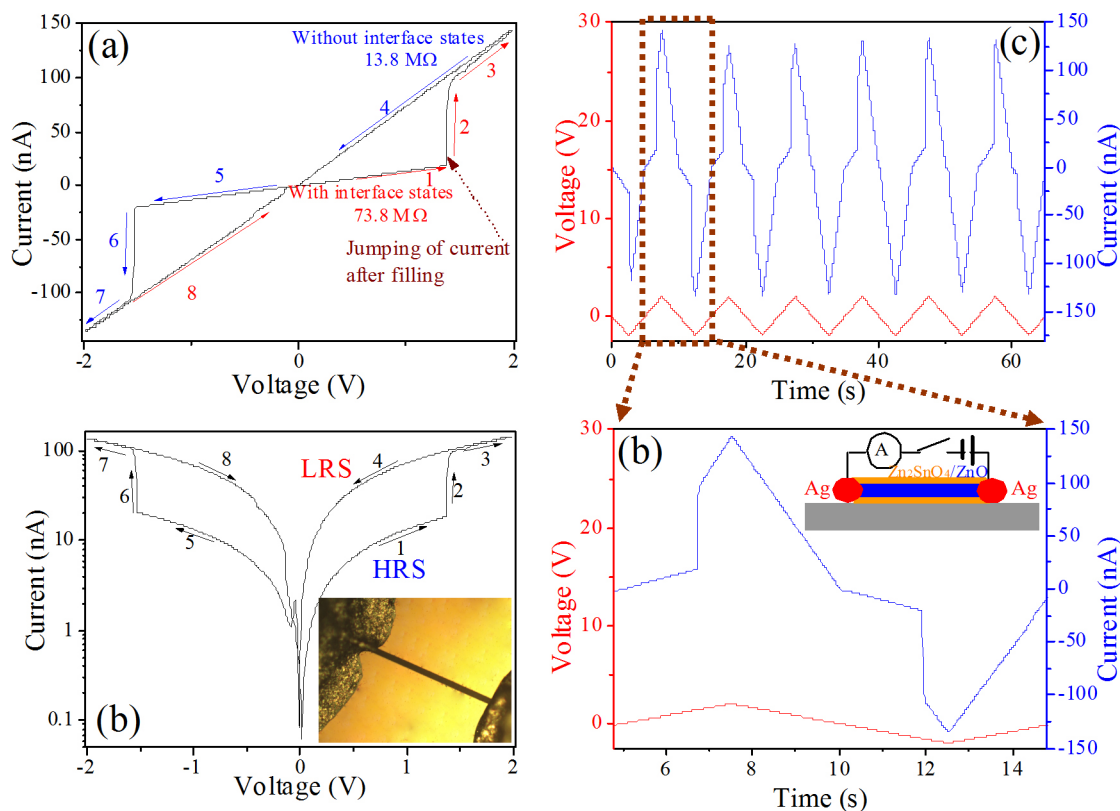 (a)
Current (nA)
150
100
50
0
-50
-100
-2
-1
0
1
2
Voltage (V)
Without interface states
13.8 MΩ
With interface states
73.8 MΩ
Jumping of current
after filling
1
2
3
4
5
6
7
8
(c)
Voltage (V)
30
20
10
0
Current (nA)
150
100
50
0
-50
-100
-150
0
20
40
60
Time (s)
(b)
Current (nA)
100
10
1
0.1
-2
-1
0
1
2
Voltage (V)
LRS
HRS
1
2
3
4
5
6
7
8
(b)
Voltage (V)
30
20
10
0
Current (nA)
150
100
50
0
-50
-100
-150
6
8
10
12
14
Time (s)
A
Zn2SnO4/ZnO
Ag
Ag